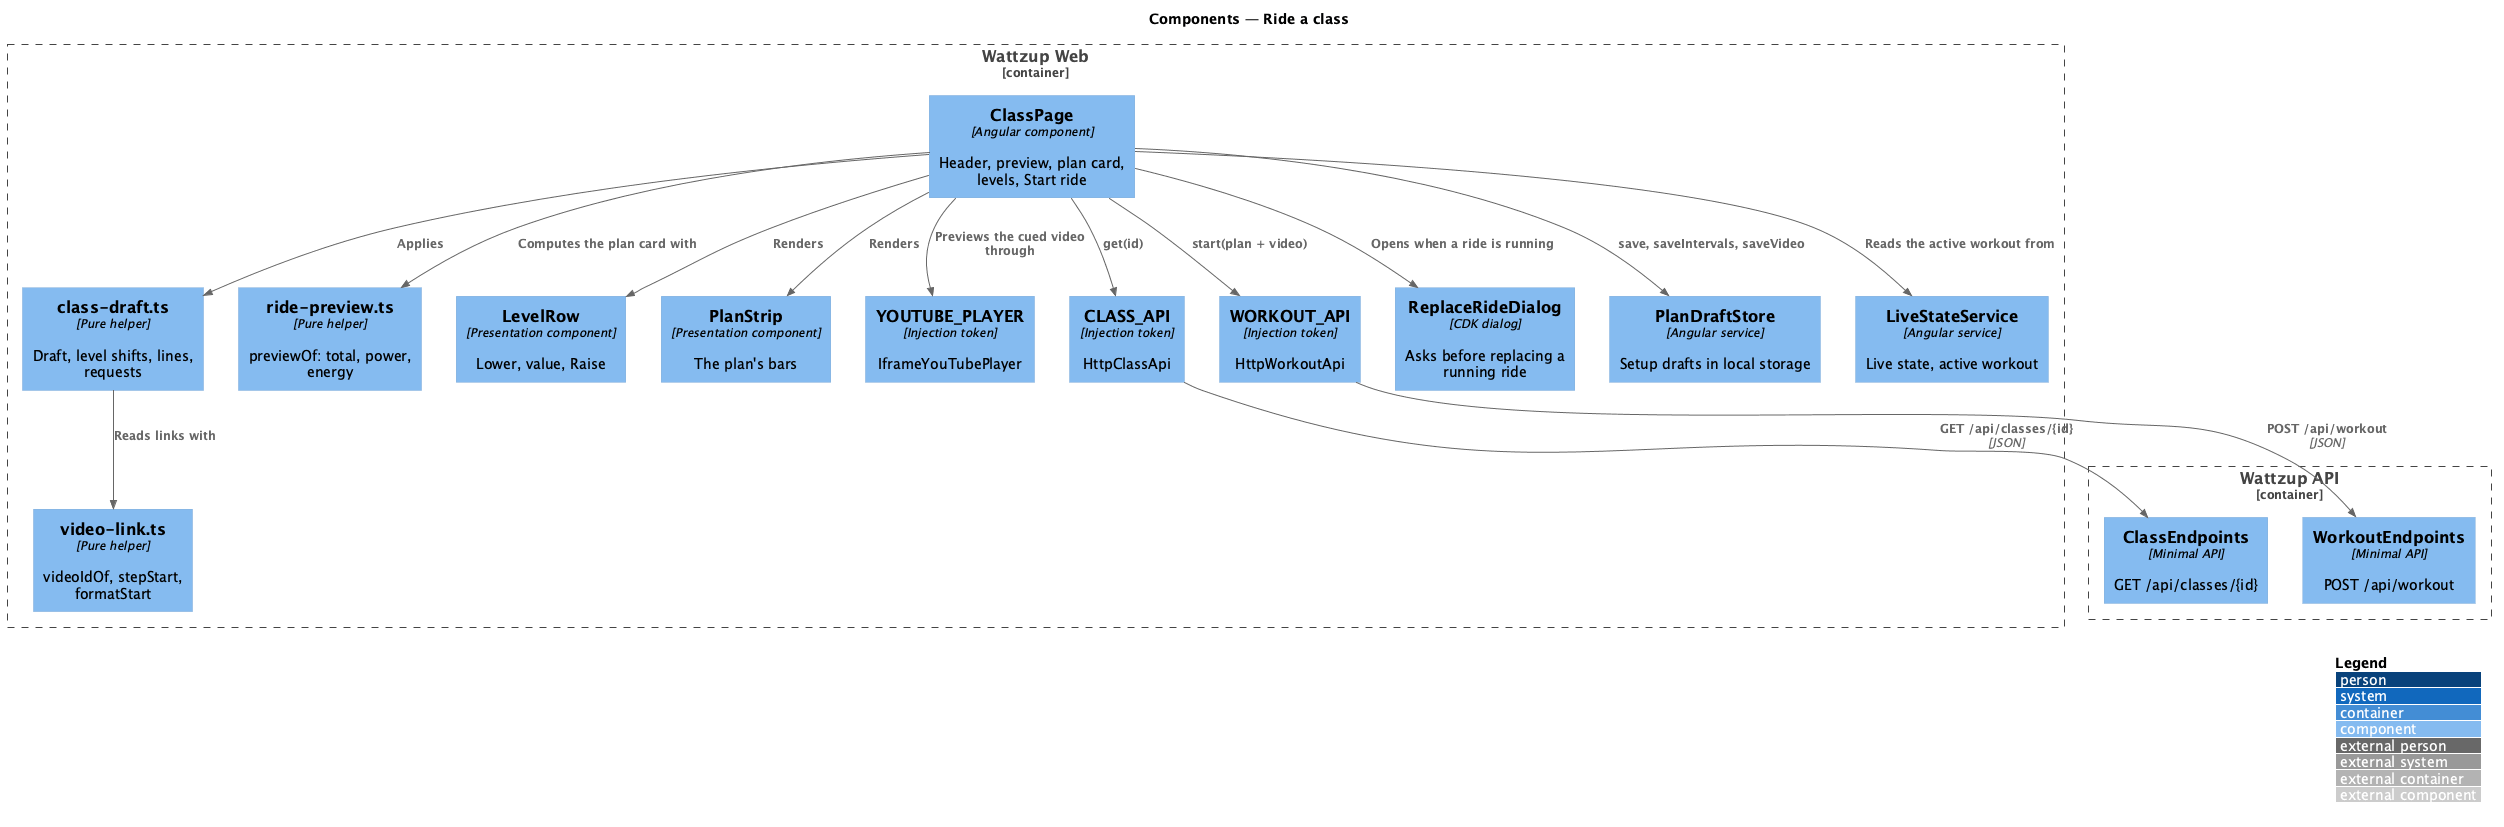 Components — Ride a class
Wattzup Web
[container]
ClassPage
[Angular component]
Header, preview, plan card,
levels, Start ride
Applies
Computes the plan card with
Renders
Renders
Previews the cued video
through
get(id)
start(plan + video)
Opens when a ride is running
save, saveIntervals, saveVideo
Reads the active workout from
class-draft.ts
[Pure helper]
Draft, level shifts, lines,
requests
ride-preview.ts
[Pure helper]
previewOf: total, power,
energy
LevelRow
[Presentation component]
Lower, value, Raise
PlanStrip
[Presentation component]
The plan's bars
YOUTUBE_PLAYER
[Injection token]
IframeYouTubePlayer
CLASS_API
[Injection token]
HttpClassApi
WORKOUT_API
[Injection token]
HttpWorkoutApi
ReplaceRideDialog
[CDK dialog]
Asks before replacing a
running ride
PlanDraftStore
[Angular service]
Setup drafts in local storage
LiveStateService
[Angular service]
Live state, active workout
Reads links with
GET /api/classes/{id}
[JSON]
POST /api/workout
[JSON]
video-link.ts
[Pure helper]
videoIdOf, stepStart,
formatStart
Wattzup API
[container]
ClassEndpoints
[Minimal API]
GET /api/classes/{id}
WorkoutEndpoints
[Minimal API]
POST /api/workout
Legend
person
system
container
component
external person
external system
external container
external component